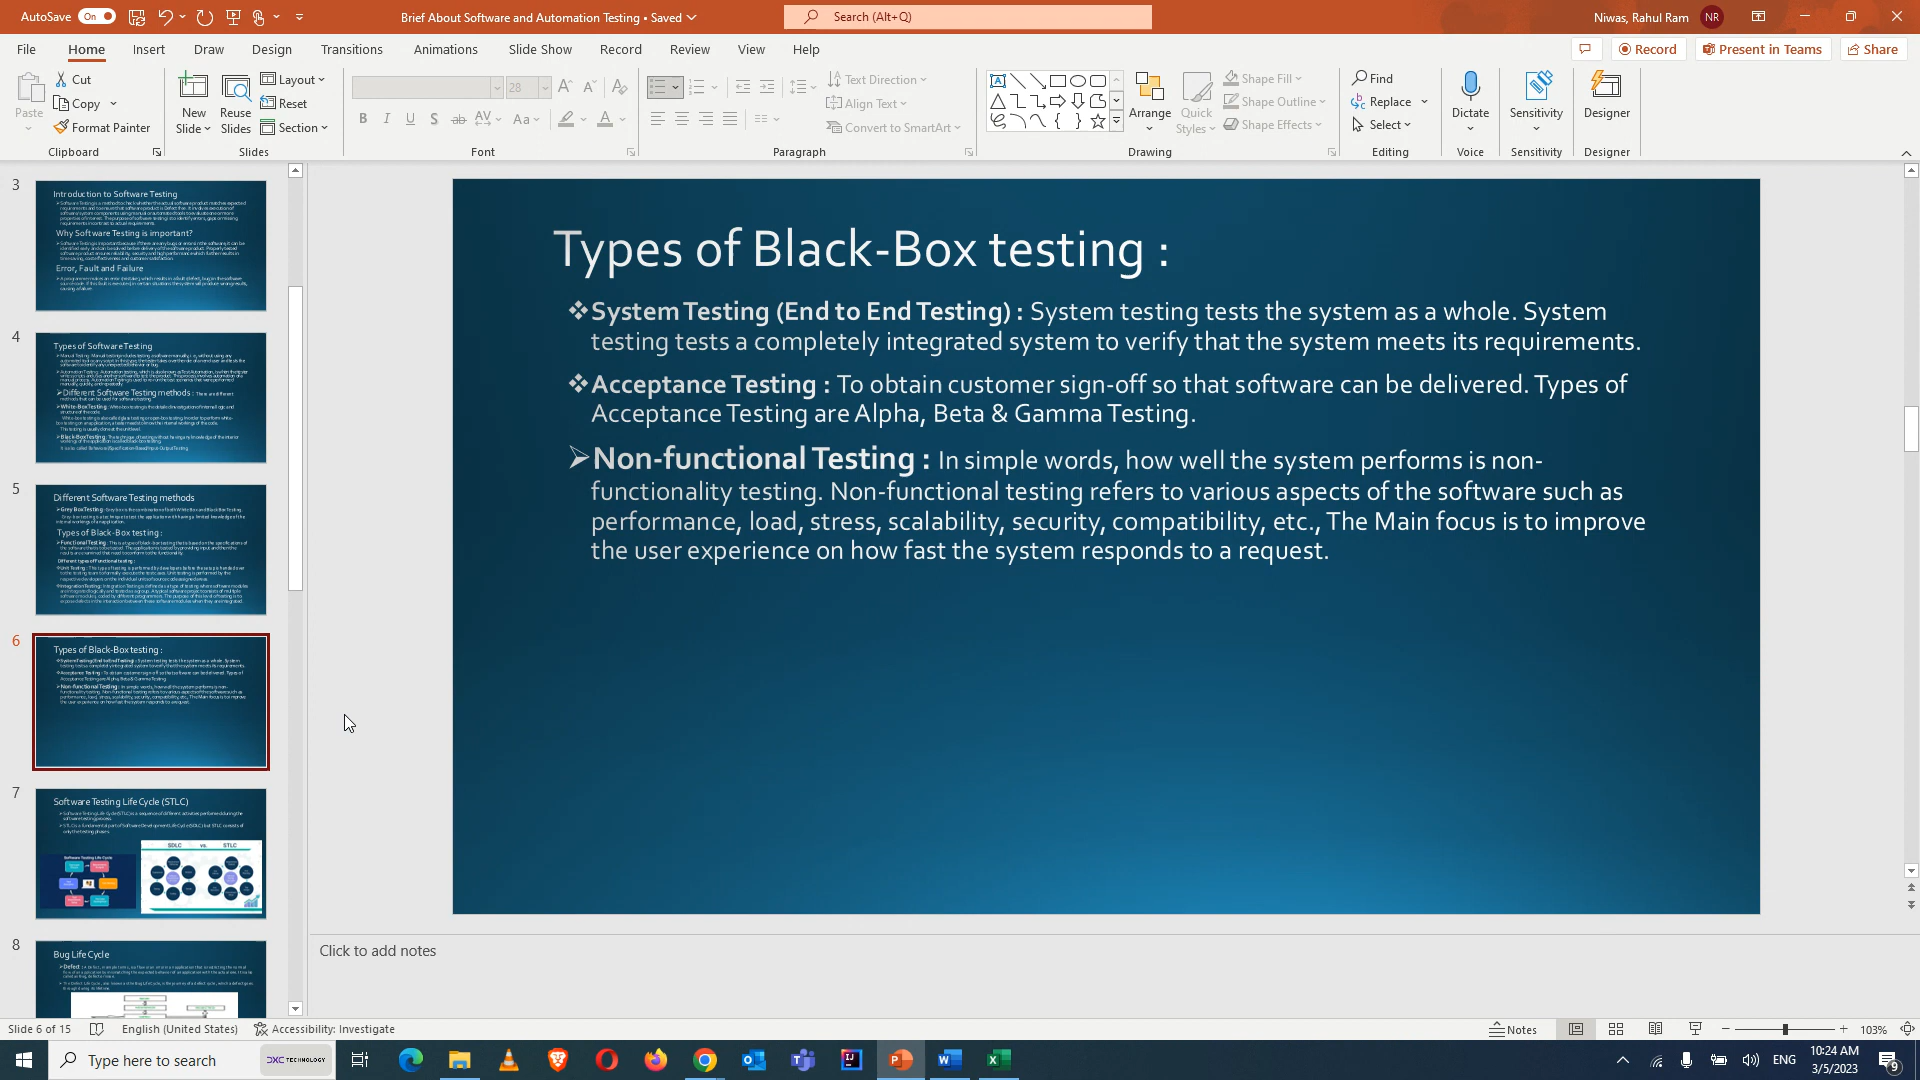 AutoSave On
Brief About Software and Automation Testing • Saved
Search (Alt+Q)
Niwas, Rahul Ram NR
File Home Insert Draw Design Transitions Animations Slide Show Record Review View Help
Record Present in Teams Share
Paste
Cut
Copy
Format Painter
Clipboard
New Slide
Reuse Slides
Layout
Reset
Section
Slides
28
Font
Text Direction
Align Text
Convert to SmartArt
Paragraph
Arrange
Quick Styles
Shape Fill
Shape Outline
Shape Effects
Drawing
Find
Replace
Select
Editing
Dictate
Voice
Sensitivity
Sensitivity
Designer
Designer
3
Introduction to Software Testing
Why Software Testing is important?
Error, Fault and Failure
4
Types of Software Testing
Different Software Testing methods :
5
Different Software Testing methods
Types of Black-Box testing :
6
Types of Black-Box testing :
7
Software Testing Life Cycle (STLC)
SDLC vs. STLC
8
Bug Life Cycle
Types of Black-Box testing :
❖System Testing (End to End Testing) : System testing tests the system as a whole. System
testing tests a completely integrated system to verify that the system meets its requirements.
❖Acceptance Testing : To obtain customer sign-off so that software can be delivered. Types of
Acceptance Testing are Alpha, Beta & Gamma Testing.
➢Non-functional Testing : In simple words, how well the system performs is non-
functionality testing. Non-functional testing refers to various aspects of the software such as
performance, load, stress, scalability, security, compatibility, etc., The Main focus is to improve
the user experience on how fast the system responds to a request.
Click to add notes
Slide 6 of 15 English (United States) Accessibility: Investigate
Notes 103%
Type here to search DXC TECHNOLOGY
ENG
10:24 AM
3/5/2023
9